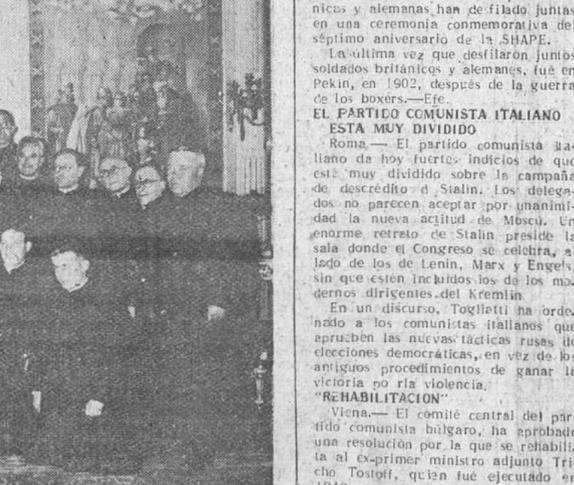 nicas y alemanas han de filado juntas
en una ceremonia conmemorativa del
séptimo aniversario de la SHAPE.
La última vez que desfilaron juntos
soldados británicos y alemanes, fué en
Pekin, en 1902, después de la guerra
de los boxers.—Efe.
EL PARTIDO COMUNISTA ITALIANO
ESTA MUY DIVIDIDO
Roma.— El partido comunista ita-
liano da hoy fuertes indicios de que
esté muy dividido sobre la campaña
de descrédito d Stalin. Los delega-
dos no parecen aceptar por unanimi-
dad la nueva actitud de Moscú. Un
enorme retrato de Stalin preside la
sala donde el Congreso se celebra, al
lado de los de Lenin, Marx y Engels,
sin que estén incluídos los de los mo-
dernos dirigentes del Kremlin
En un discurso, Togliatti ha orde-
nado a los comunistas italianos que
aprueben las nuevas tácticas rusas de
elecciones democráticas, en vez de los
antiguos procedimientos de ganar la
victoria po rla violencia.
"REHABILITACION"
Viena.— El comité central del par-
tido comunista búlgaro, ha aprobado
una resolución por la que se rehabili-
ta al ex-primer ministro adjunto Tri-
cho Tostoff, quien fué ejecutado en